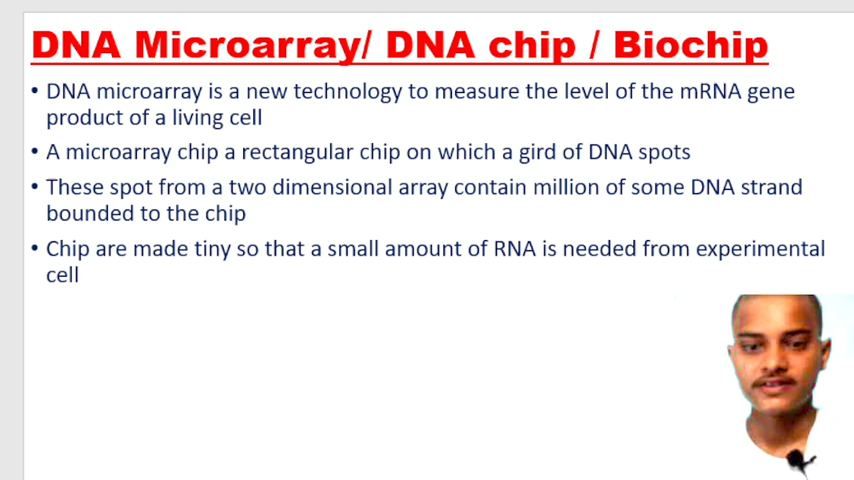 DNA Microarray/ DNA chip / Biochip
• DNA microarray is a new technology to measure the level of the mRNA gene
product of a living cell
• A microarray chip a rectangular chip on which a gird of DNA spots
• These spot from a two dimensional array contain million of some DNA strand
bounded to the chip
• Chip are made tiny so that a small amount of RNA is needed from experimental
cell